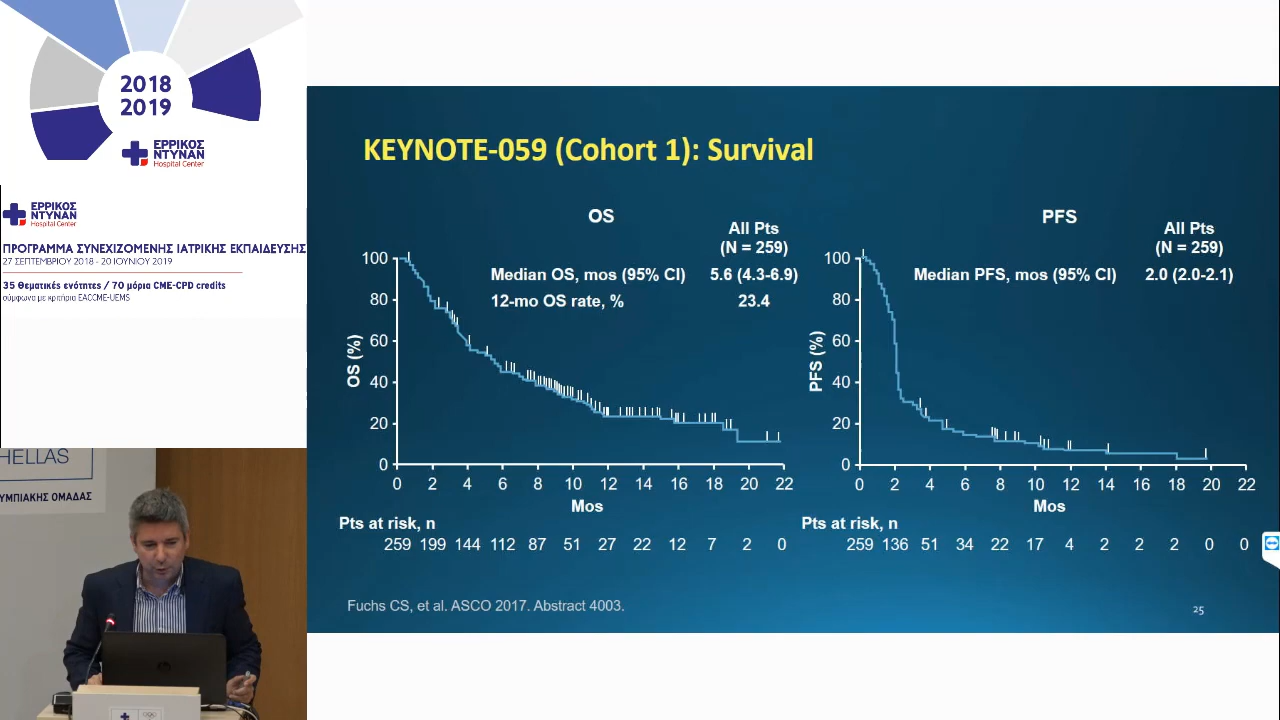 2018
2019
ΕΡΡΙΚΟΣ
ΝΤΥΝΑΝ
Hospital Center
ΕΡΡΙΚΟΣ
ΝΤΥΝΑΝ
Hospital Center
ΠΡΟΓΡΑΜΜΑ ΣΥΝΕΧΙΖΟΜΕΝΗΣ ΙΑΤΡΙΚΗΣ ΕΚΠΑΙΔΕΥΣΗΣ
27 ΣΕΠΤΕΜΒΡΙΟΥ 2018 - 20 ΙΟΥΝΙΟΥ 2019
35 Θεματικές ενότητες / 70 μόρια CME-CPD credits
σύμφωνα με κριτήρια EACCME-UEMS
HELLAS
ΥΜΠΙΑΚΗΣ ΟΜΑΔΑΣ
KEYNOTE-059 (Cohort 1): Survival
OS
All Pts
(N = 259)
Median OS, mos (95% CI) 5.6 (4.3-6.9)
12-mo OS rate, % 23.4
OS (%)
100
80
60
40
20
0
0 2 4 6 8 10 12 14 16 18 20 22
Mos
Pts at risk, n
259 199 144 112 87 51 27 22 12 7 2 0
PFS
All Pts
(N = 259)
Median PFS, mos (95% CI) 2.0 (2.0-2.1)
PFS (%)
100
80
60
40
20
0
0 2 4 6 8 10 12 14 16 18 20 22
Mos
Pts at risk, n
259 136 51 34 22 17 4 2 2 2 0 0
Fuchs CS, et al. ASCO 2017. Abstract 4003.
25